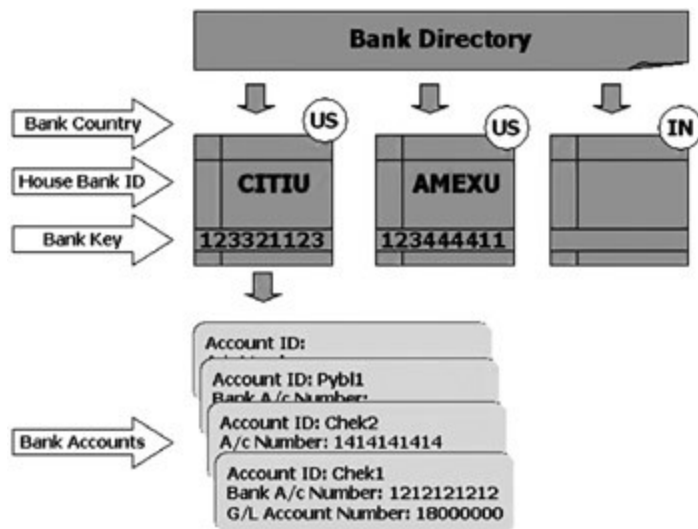 Bank Directory
Bank Country
US
US
IN
House Bank ID
CITIU
AMEXU
Bank Key
123321123
123444411
Account ID:
Account ID: Pybl1
Bank A/c Number:
Bank Accounts
Account ID: Chek2
A/c Number: 1414141414
Account ID: Chek1
Bank A/c Number: 1212121212
G/L Account Number: 18000000